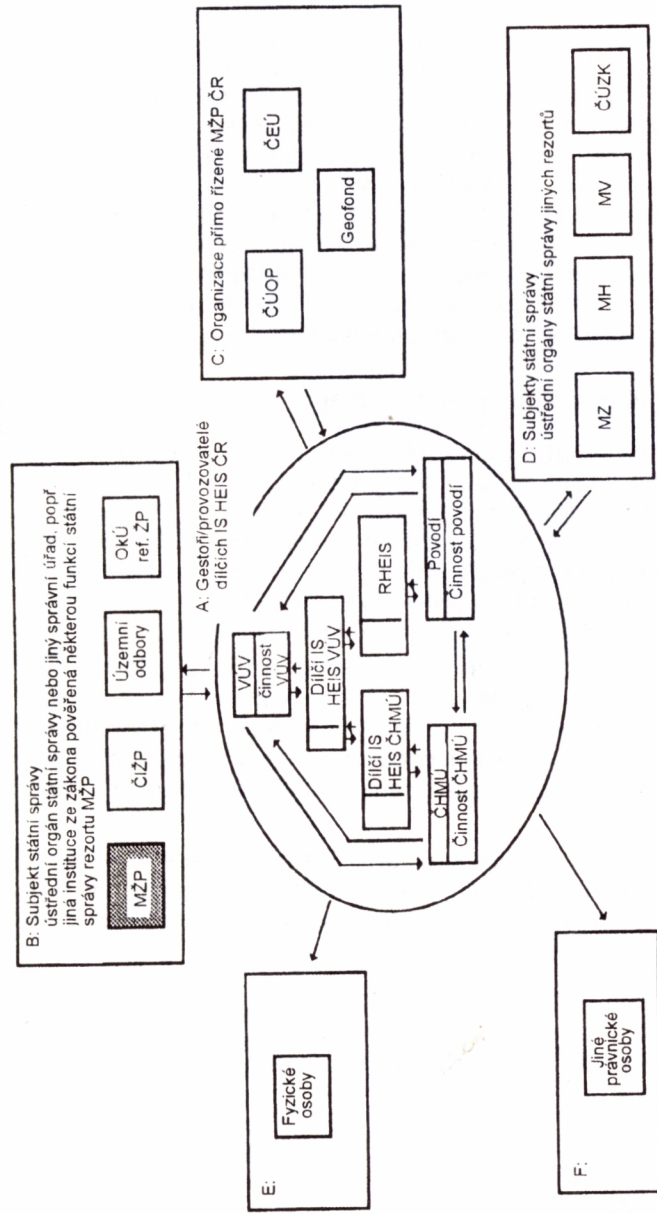 B: Subjekt státní správy
ústřední orgán státní správy nebo jiný správní úřad, popř.
jiná instituce ze zákona pověřená některou funkcí státní
správy rezortu MŽP
MŽP
ČIŽP
Územní
odbory
OkÚ
ref. ŽP
A: Gestoři/provozovatelé
dílčích IS HEIS ČR
VÚV
činnost
VÚV
Dílčí IS
HEIS VÚV
Dílčí IS
HEIS ČHMÚ
RHEIS
ČHMÚ
Činnost ČHMÚ
Povodí
Činnost povodí
C: Organizace přímo řízené MŽP ČR
ČÚOP
ČEÚ
Geofond
D: Subjekty státní správy
ústřední orgány státní správy jiných rezortů
MZ
MH
MV
ČÚZK
E:
Fyzické
osoby
F:
Jiné
právnické
osoby